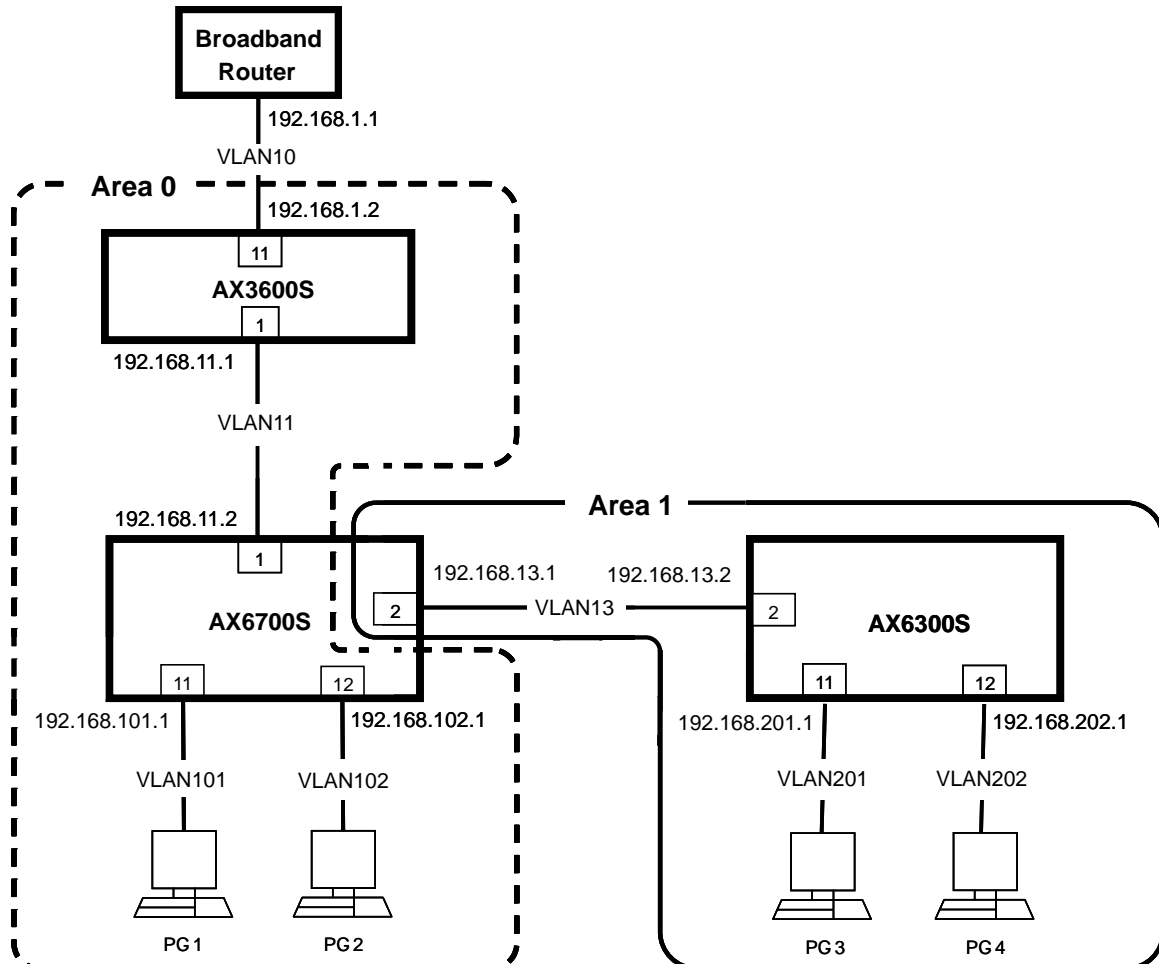 Broadband
Router
192.168.1.1
VLAN10
Area 0
192.168.1.2
11
AX3600S
1
192.168.11.1
VLAN11
192.168.11.2
Area 1
1
192.168.13.1
192.168.13.2
2
VLAN13
2
AX6700S
AX6300S
11
12
11
12
192.168.101.1
192.168.102.1
192.168.201.1
192.168.202.1
VLAN101
VLAN102
VLAN201
VLAN202
PG1
PG2
PG3
PG4